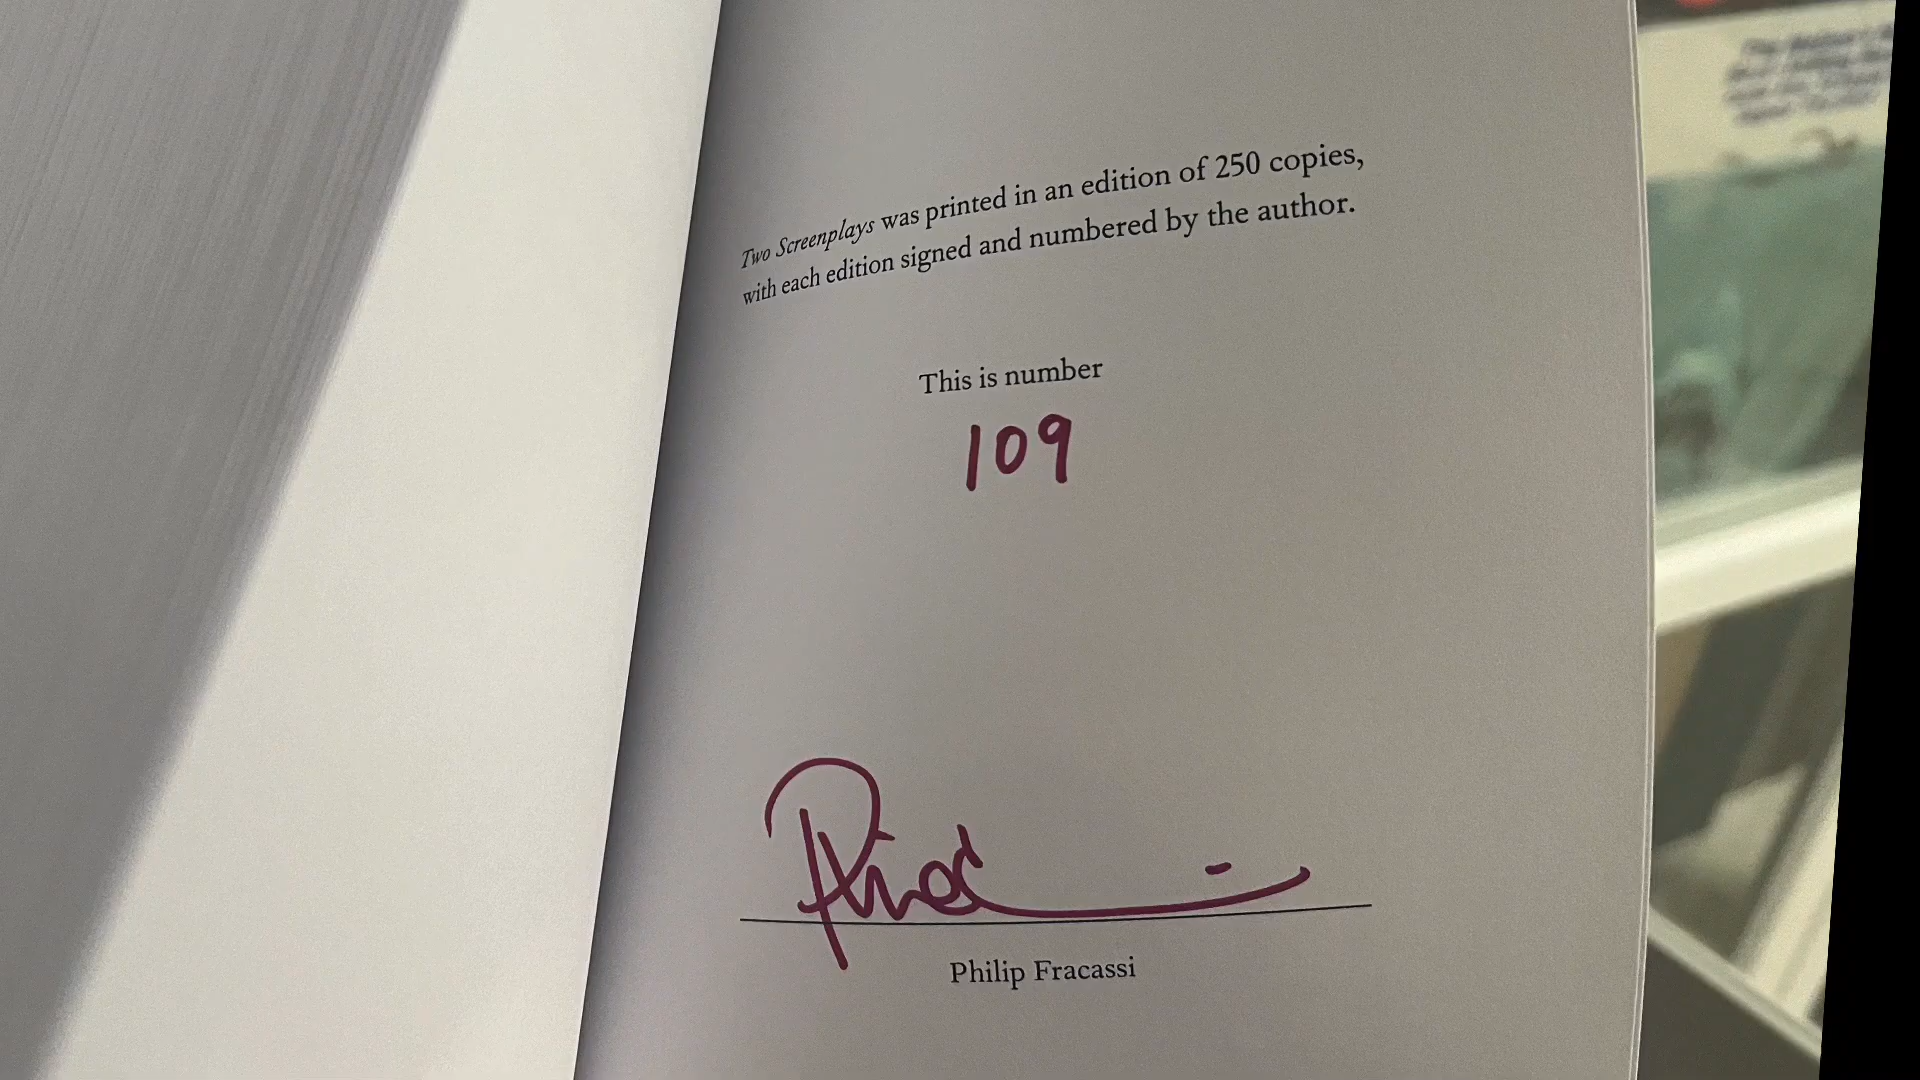 Two Screenplays was printed in an edition of 250 copies,
with each edition signed and numbered by the author.
This is number
109
Philip Fracassi